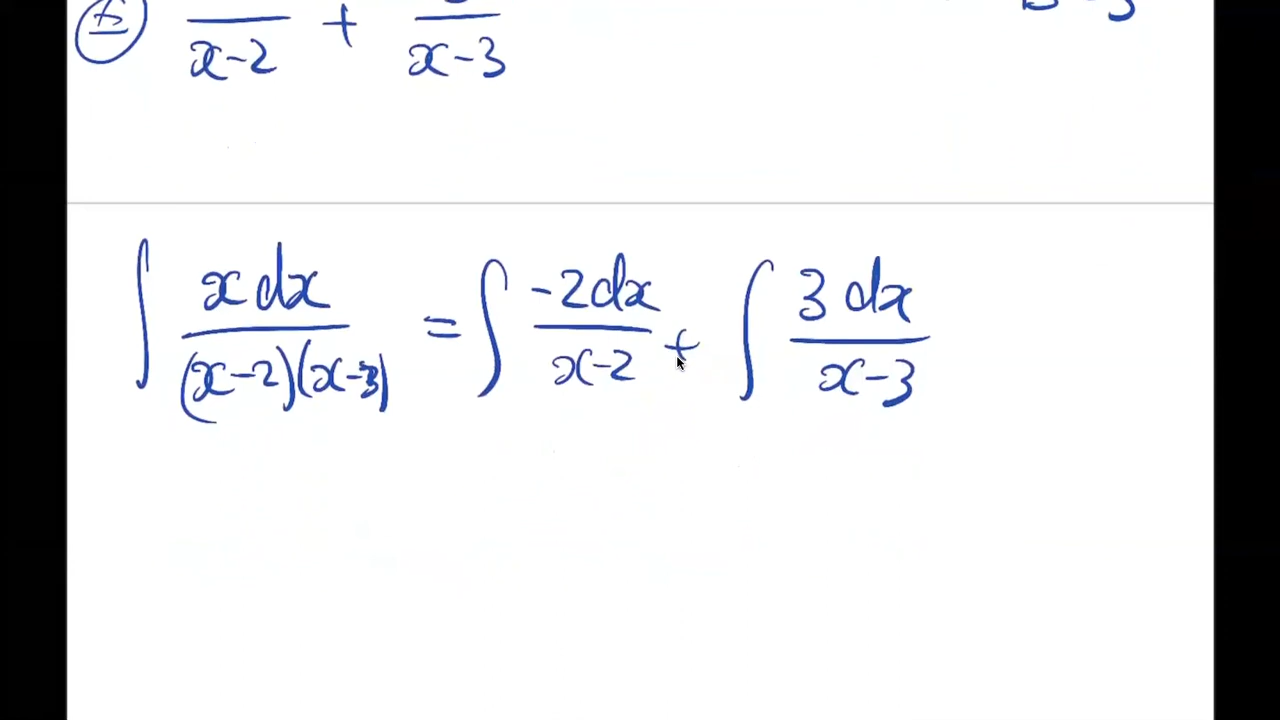 x-2 + x-3
∫ x dx / (x-2)(x-3) = ∫ -2dx / x-2 + ∫ 3 dx / x-3